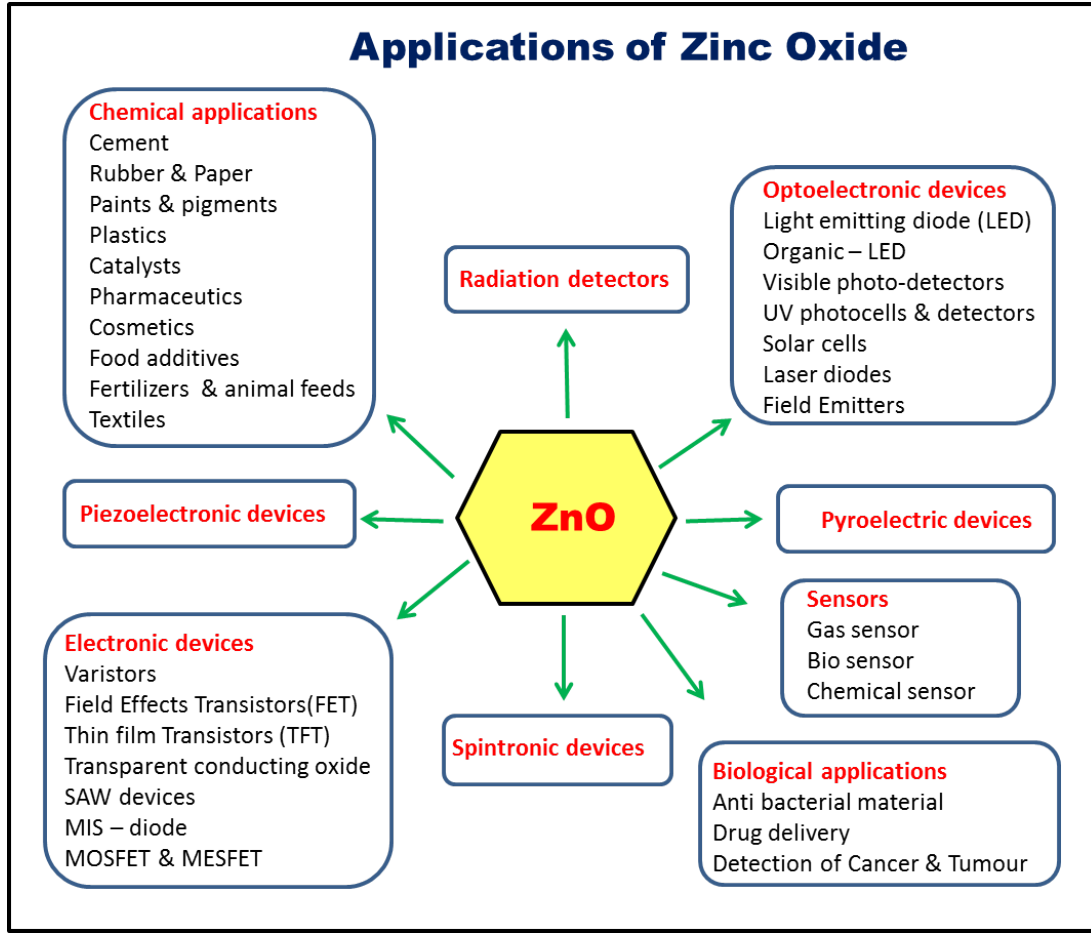 Applications of Zinc Oxide
Chemical applications
Cement
Rubber & Paper
Paints & pigments
Plastics
Catalysts
Pharmaceutics
Cosmetics
Food additives
Fertilizers & animal feeds
Textiles
Radiation detectors
Optoelectronic devices
Light emitting diode (LED)
Organic – LED
Visible photo-detectors
UV photocells & detectors
Solar cells
Laser diodes
Field Emitters
Piezoelectronic devices
ZnO
Pyroelectric devices
Sensors
Gas sensor
Bio sensor
Chemical sensor
Electronic devices
Varistors
Field Effects Transistors(FET)
Thin film Transistors (TFT)
Transparent conducting oxide
SAW devices
MIS – diode
MOSFET & MESFET
Spintronic devices
Biological applications
Anti bacterial material
Drug delivery
Detection of Cancer & Tumour